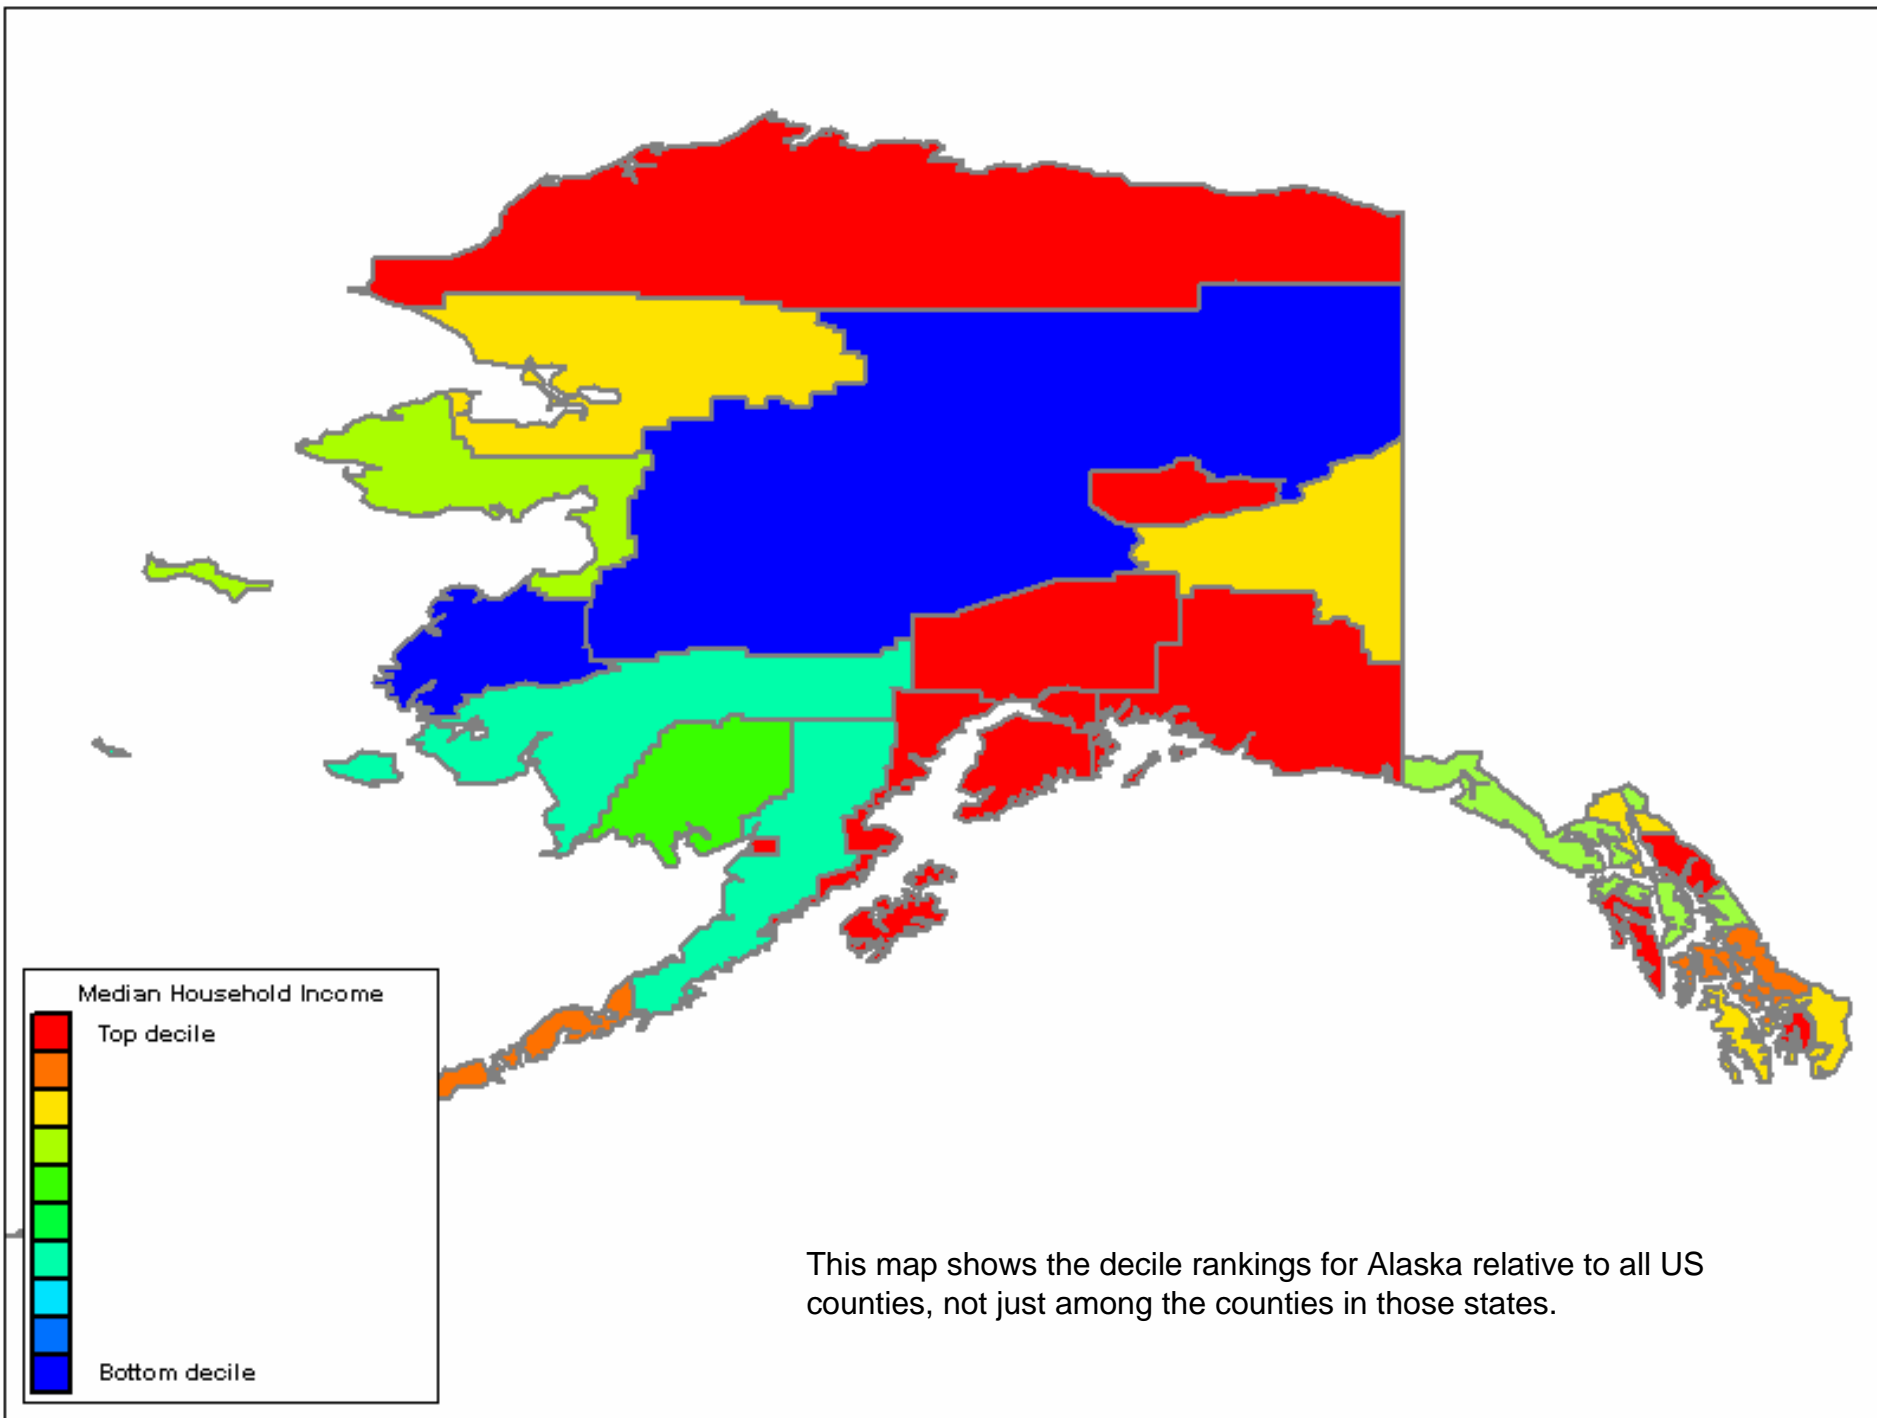 Median Household Income
Top decile
Bottom decile
This map shows the decile rankings for Alaska relative to all US
counties, not just among the counties in those states.